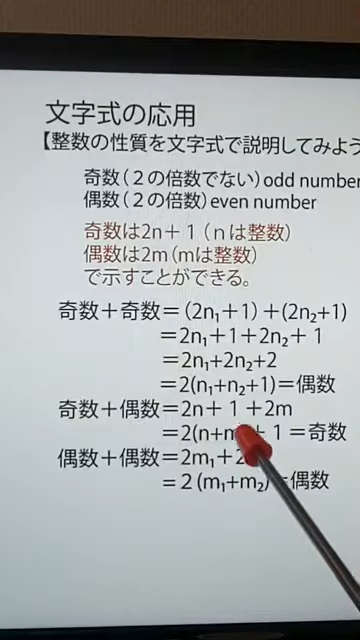 文字式の応用
【整数の性質を文字式で説明してみよう
奇数(2の倍数でない)odd number
偶数(2の倍数)even number
奇数は2n+1(nは整数)
偶数は2m(mは整数)
で示すことができる。
奇数+奇数=(2n₁+1)+(2n₂+1)
=2n₁+1+2n₂+1
=2n₁+2n₂+2
=2(n₁+n₂+1)=偶数
奇数+偶数=2n+1+2m
=2(n+m +1=奇数
偶数+偶数=2m₁+2
=2(m₁+m₂)=偶数